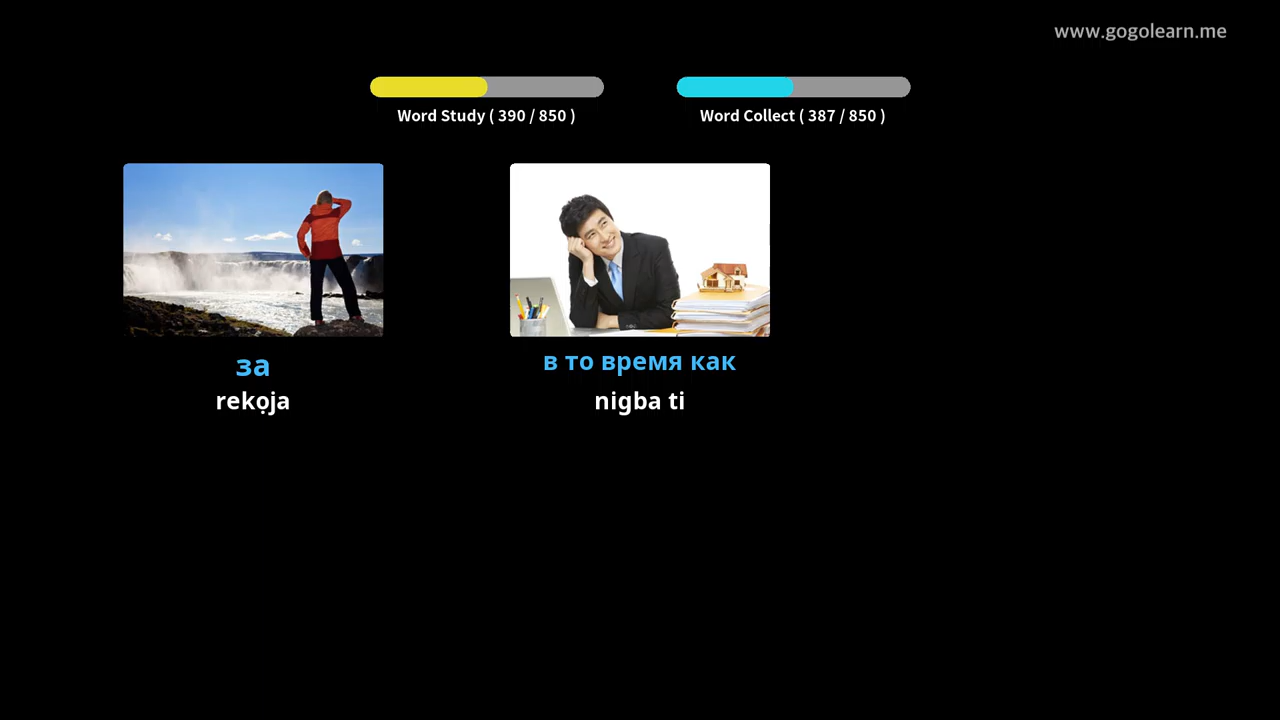 www.gogolearn.me
Word Study ( 390 / 850 )
Word Collect ( 387 / 850 )
за
rekọja
в то время как
nigba ti